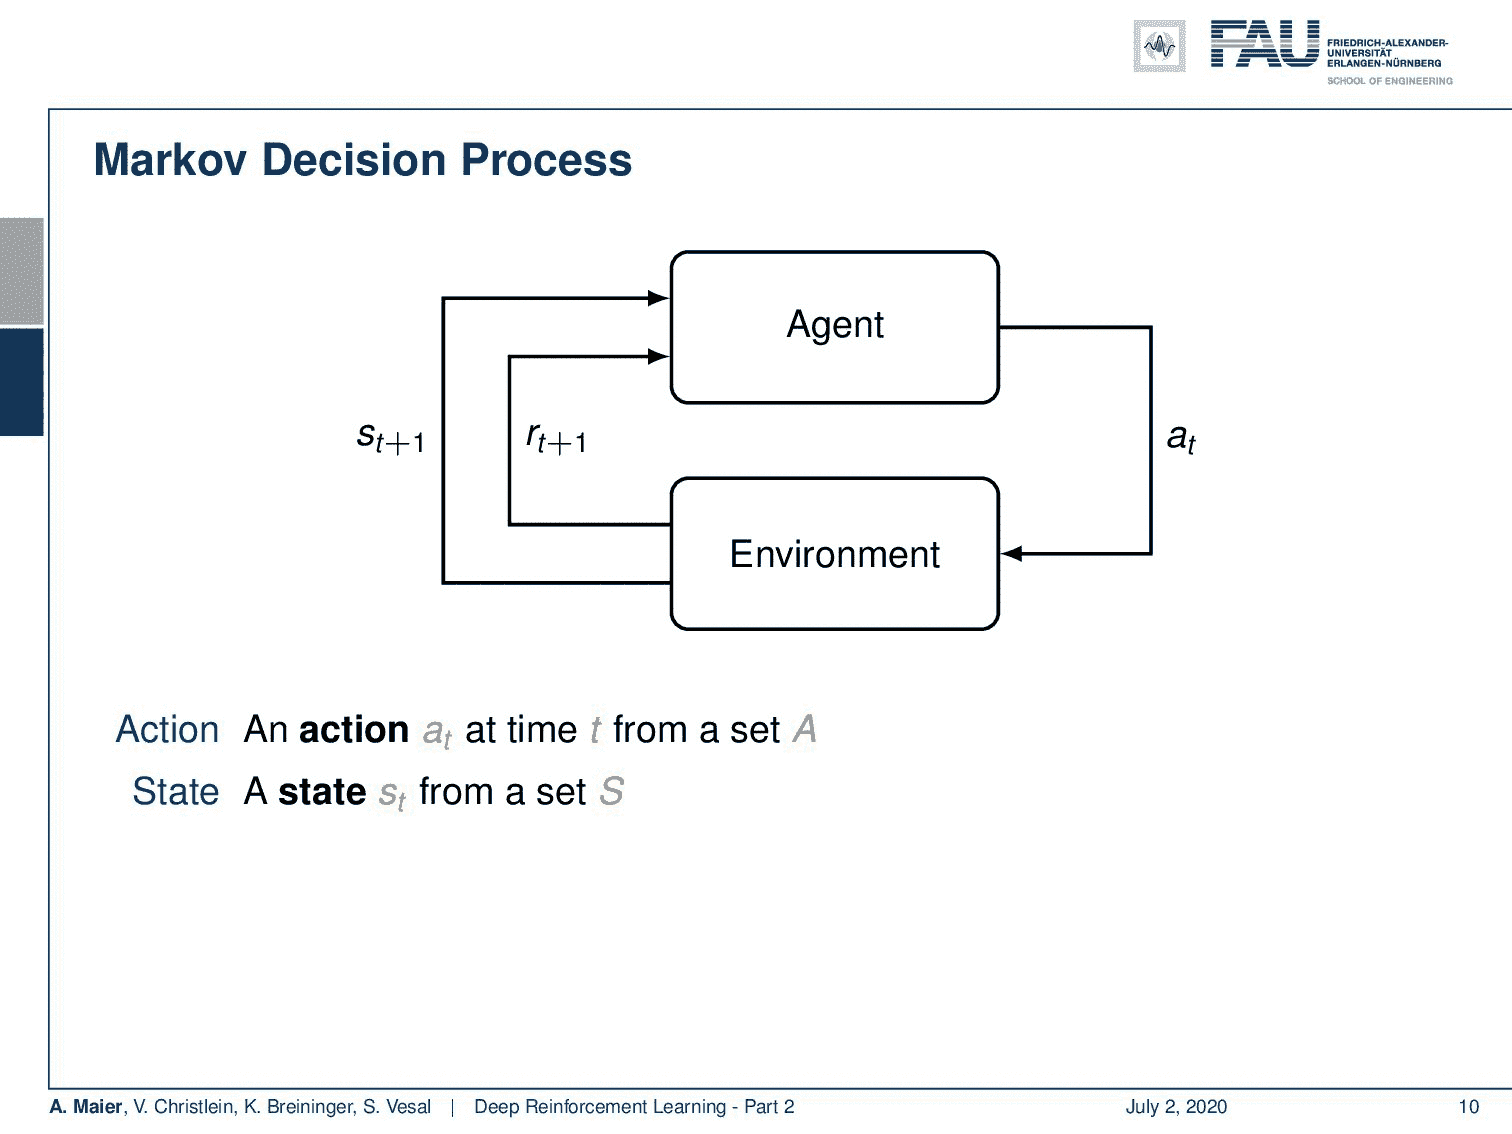 FAU
FRIEDRICH-ALEXANDER-
UNIVERSITÄT
ERLANGEN-NÜRNBERG
SCHOOL OF ENGINEERING
Markov Decision Process
Agent
s_{t+1}
r_{t+1}
a_t
Environment
Action An action a_t at time t from a set A
State A state s_t from a set S
A. Maier, V. Christlein, K. Breininger, S. Vesal | Deep Reinforcement Learning - Part 2 July 2, 2020 10